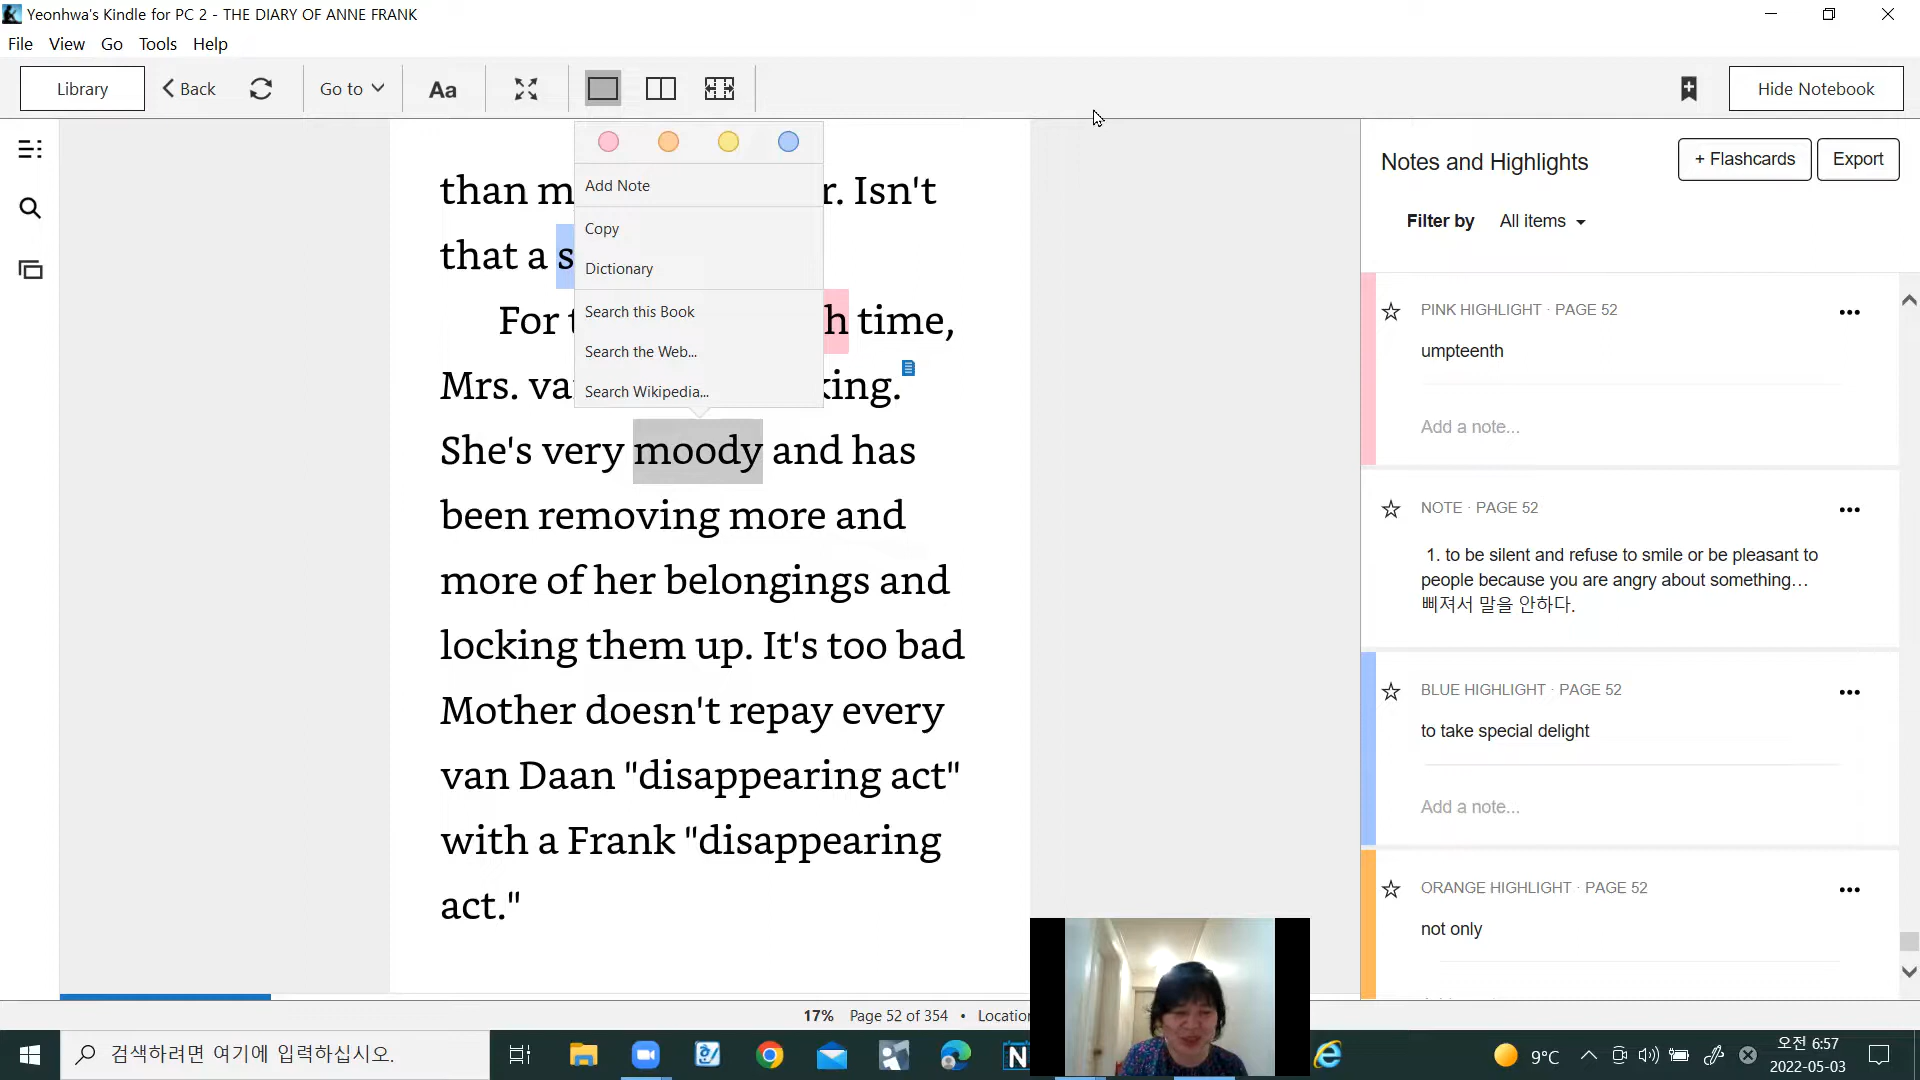 Yeonhwa's Kindle for PC 2 - THE DIARY OF ANNE FRANK
File View Go Tools Help
Library Back Go to Aa Hide Notebook
than m r. Isn't
that a s
For t h time,
Mrs. va king.
She's very moody and has
been removing more and
more of her belongings and
locking them up. It's too bad
Mother doesn't repay every
van Daan "disappearing act"
with a Frank "disappearing
act."
Add Note
Copy
Dictionary
Search this Book
Search the Web...
Search Wikipedia...
Notes and Highlights + Flashcards Export
Filter by All items
PINK HIGHLIGHT · PAGE 52
umpteenth
Add a note...
NOTE · PAGE 52
1. to be silent and refuse to smile or be pleasant to
people because you are angry about something...
삐져서 말을 안하다.
BLUE HIGHLIGHT · PAGE 52
to take special delight
Add a note...
ORANGE HIGHLIGHT · PAGE 52
not only
17% Page 52 of 354 • Location
검색하려면 여기에 입력하십시오.
9°C
오전 6:57
2022-05-03